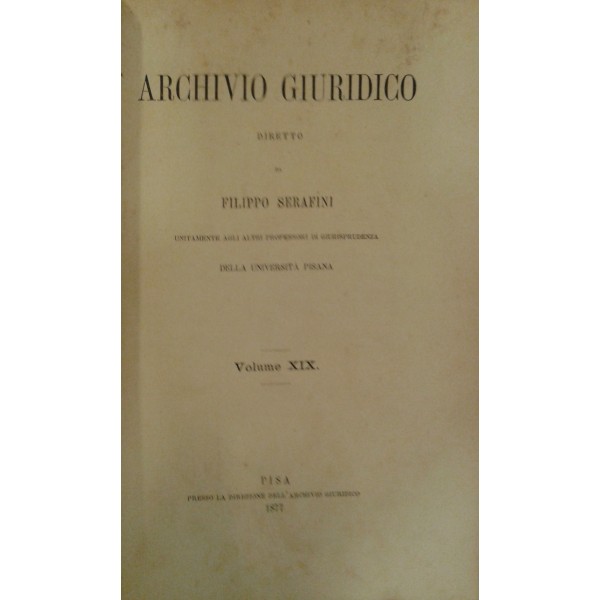 ARCHIVIO GIURIDICO
DIRETTO
DA
FILIPPO SERAFINI
UNITAMENTE AGLI ALTRI PROFESSORI DI GIURISPRUDENZA
DELLA UNIVERSITÀ PISANA
Volume XIX.
PISA
PRESSO LA DIREZIONE DELL'ARCHIVIO GIURIDICO
1877